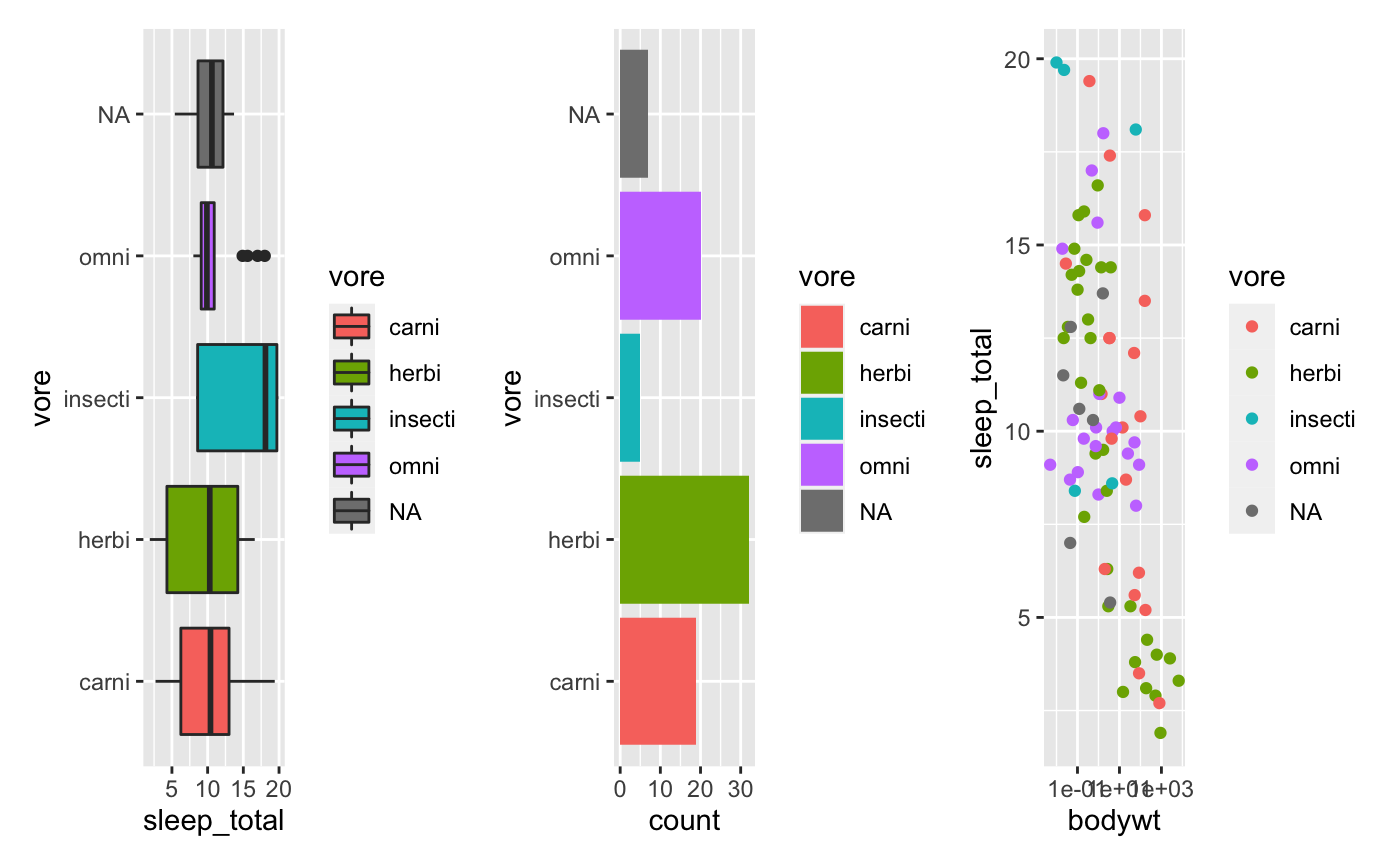 NA
omni
insecti
herbi
carni
vore
5 10 15 20
sleep_total
vore
carni
herbi
insecti
omni
NA
NA
omni
insecti
herbi
carni
vore
0 10 20 30
count
vore
carni
herbi
insecti
omni
NA
20
15
10
5
sleep_total
1e+03
bodywt
vore
carni
herbi
insecti
omni
NA